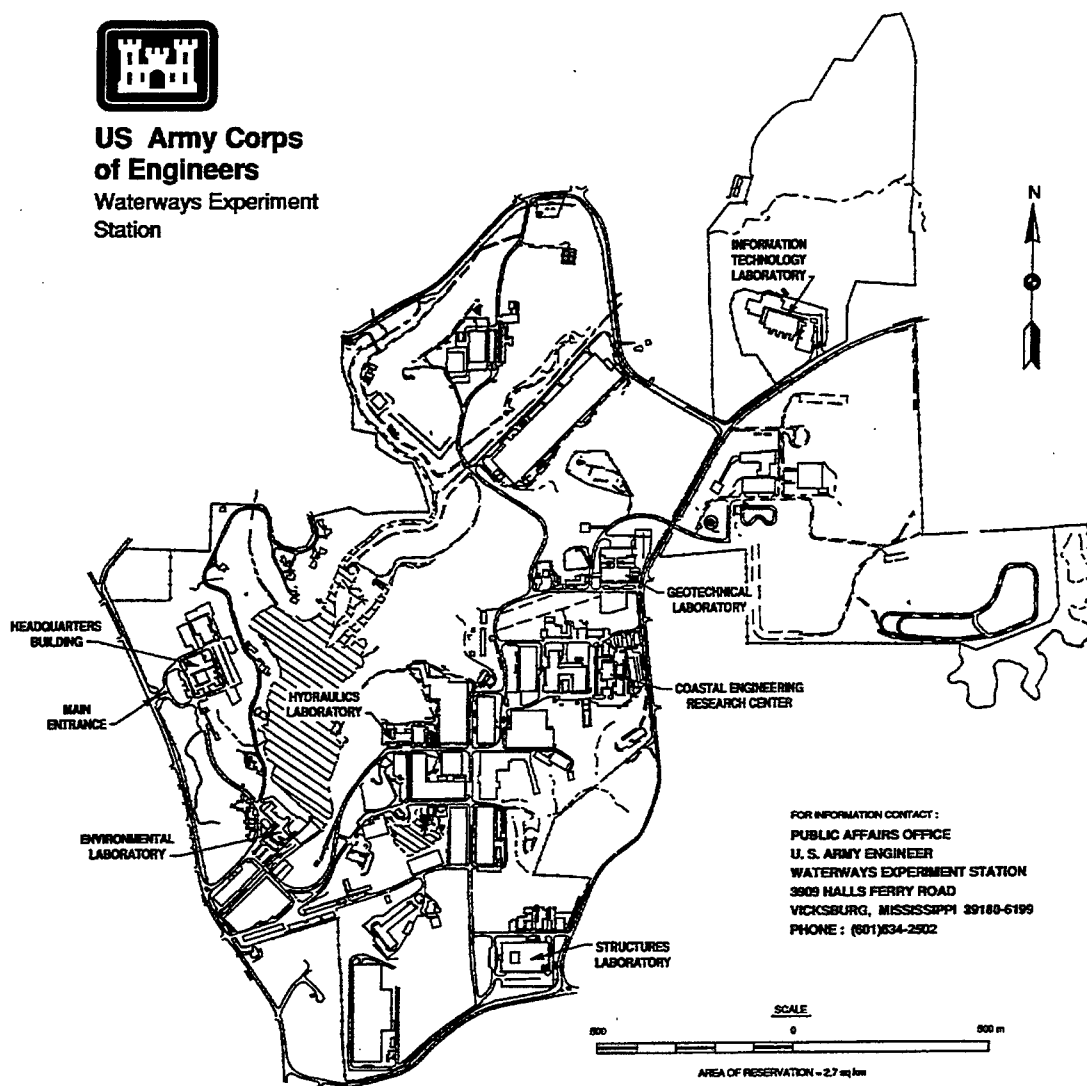 US Army Corps
of Engineers
Waterways Experiment
Station
N
INFORMATION
TECHNOLOGY
LABORATORY
GEOTECHNICAL
LABORATORY
HEADQUARTERS
BUILDING
MAIN
ENTRANCE
HYDRAULICS
LABORATORY
COASTAL ENGINEERING
RESEARCH CENTER
ENVIRONMENTAL
LABORATORY
STRUCTURES
LABORATORY
FOR INFORMATION CONTACT :
PUBLIC AFFAIRS OFFICE
U. S. ARMY ENGINEER
WATERWAYS EXPERIMENT STATION
3909 HALLS FERRY ROAD
VICKSBURG, MISSISSIPPI 39180-6199
PHONE : (601)634-2502
SCALE
500 0 500 m
AREA OF RESERVATION = 2.7 sq km